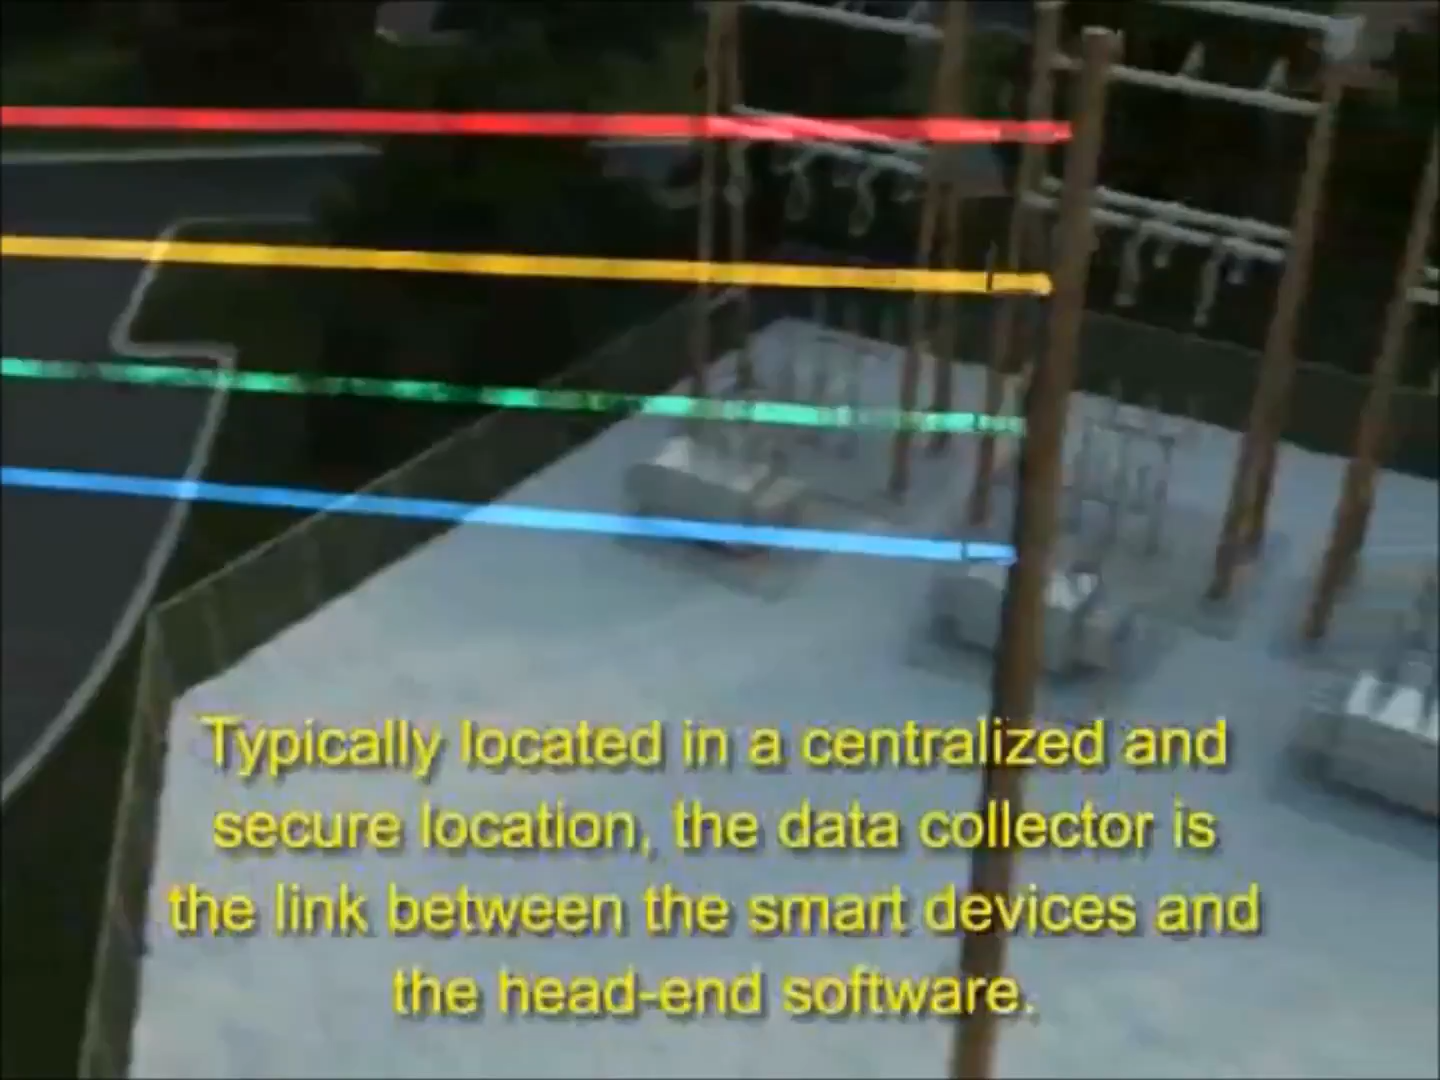 Typically located in a centralized and
secure location, the data collector is
the link between the smart devices and
the head-end software.